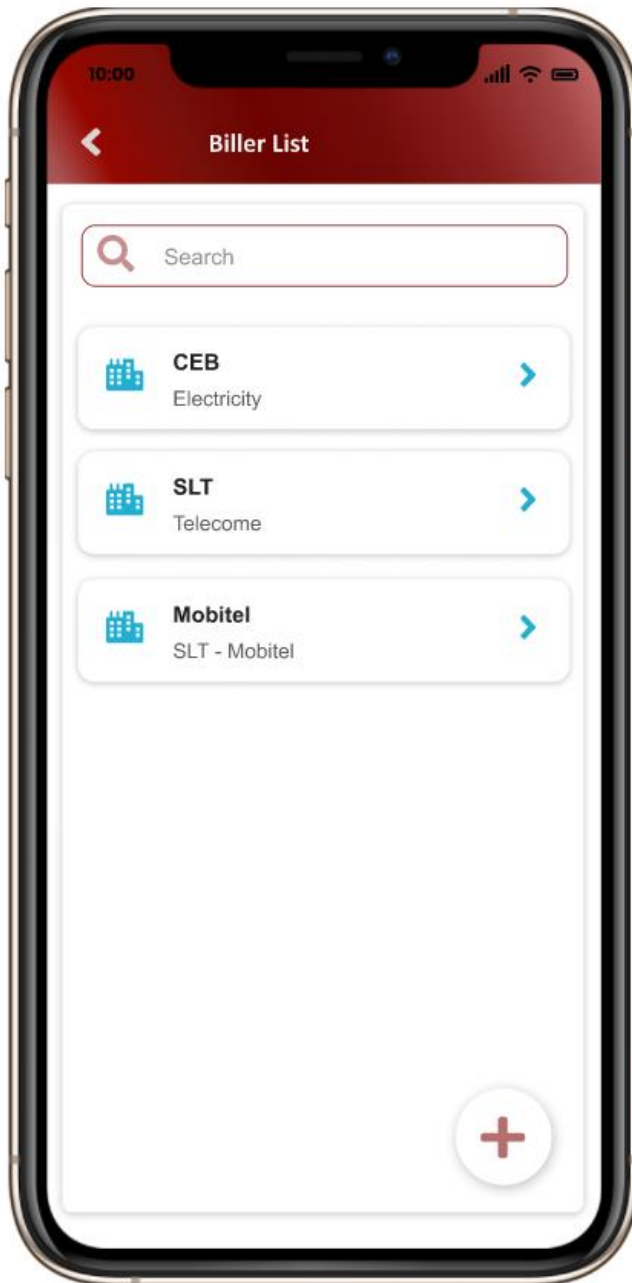 10:00
Biller List
Search
CEB
Electricity
SLT
Telecome
Mobitel
SLT - Mobitel